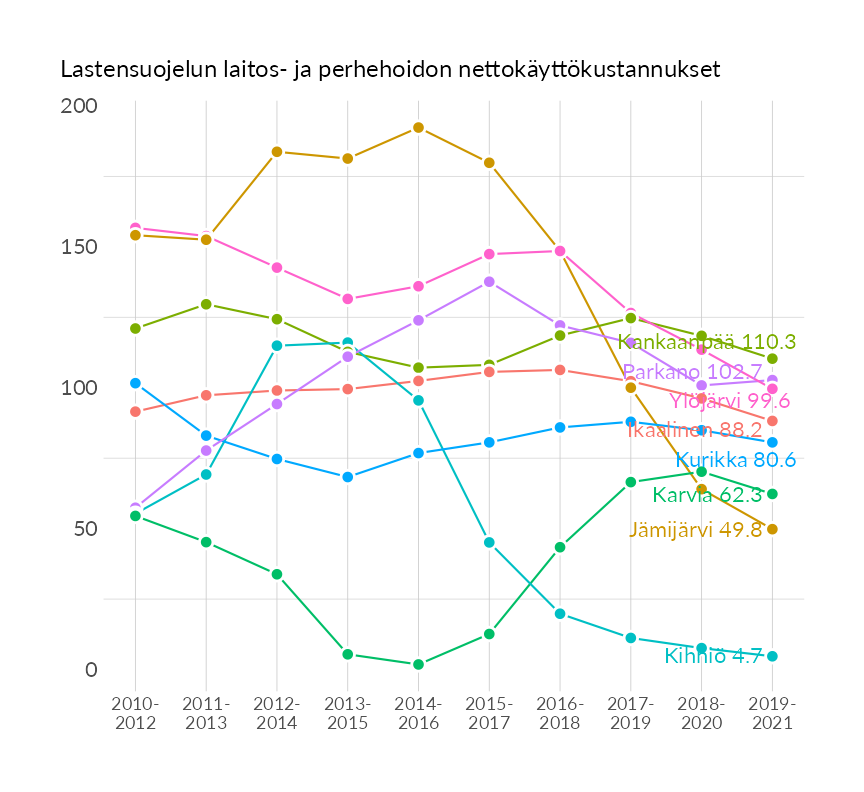 Lastensuojelun laitos- ja perhehoidon nettokäyttökustannukset
200
150
100
50
0
Kankaanpää 110.3
Parkano 102.7
Ylöjärvi 99.6
Ikaalinen 88.2
Kurikka 80.6
Karvia 62.3
Jämijärvi 49.8
Kihniö 4.7
2010-2012
2011-2013
2012-2014
2013-2015
2014-2016
2015-2017
2016-2018
2017-2019
2018-2020
2019-2021